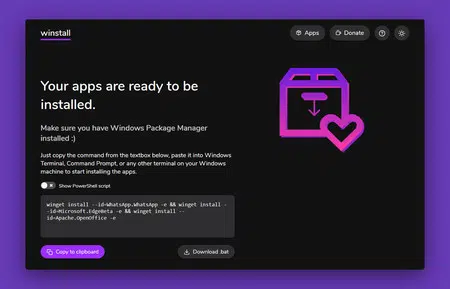 winstall
Apps
Donate
Your apps are ready to be
installed.
Make sure you have Windows Package Manager
installed :)
Just copy the command from the textbox below, paste it into Windows
Terminal, Command Prompt, or any other terminal on your Windows
machine to start installing the apps.
Show PowerShell script
winget install --id=WhatsApp.WhatsApp -e && winget install -
-id=Microsoft.EdgeBeta -e && winget install --
id=Apache.OpenOffice -e
Copy to clipboard
Download .bat